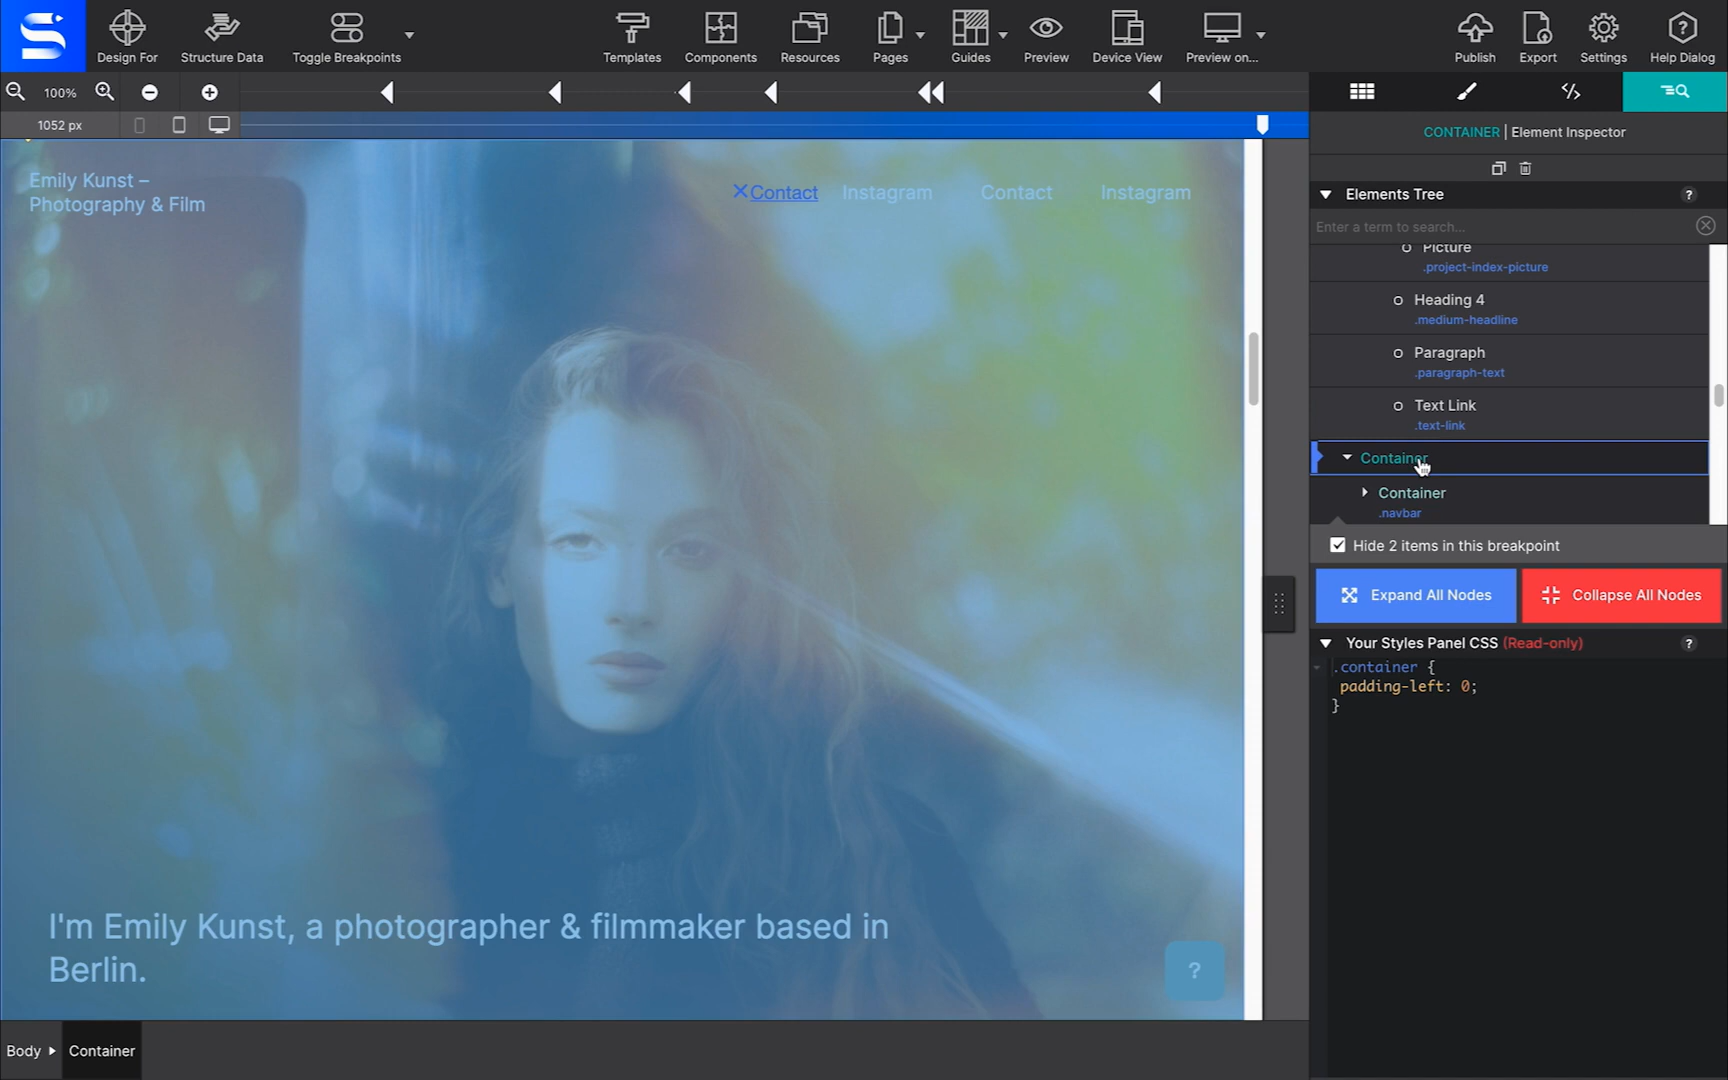 Design For
Structure Data
Toggle Breakpoints
Templates
Components
Resources
Pages
Guides
Preview
Device View
Preview on...
Publish
Export
Settings
Help Dialog
100%
1052 px
CONTAINER | Element Inspector
Elements Tree
?
Enter a term to search...
Picture
.project-index-picture
Heading 4
.medium-headline
Paragraph
.paragraph-text
Text Link
.text-link
Container
Container
.navbar
Hide 2 items in this breakpoint
Expand All Nodes
Collapse All Nodes
Your Styles Panel CSS (Read-only)
?
.container {
padding-left: 0;
}
Emily Kunst –
Photography & Film
Contact
Instagram
Contact
Instagram
I'm Emily Kunst, a photographer & filmmaker based in
Berlin.
?
Body
Container